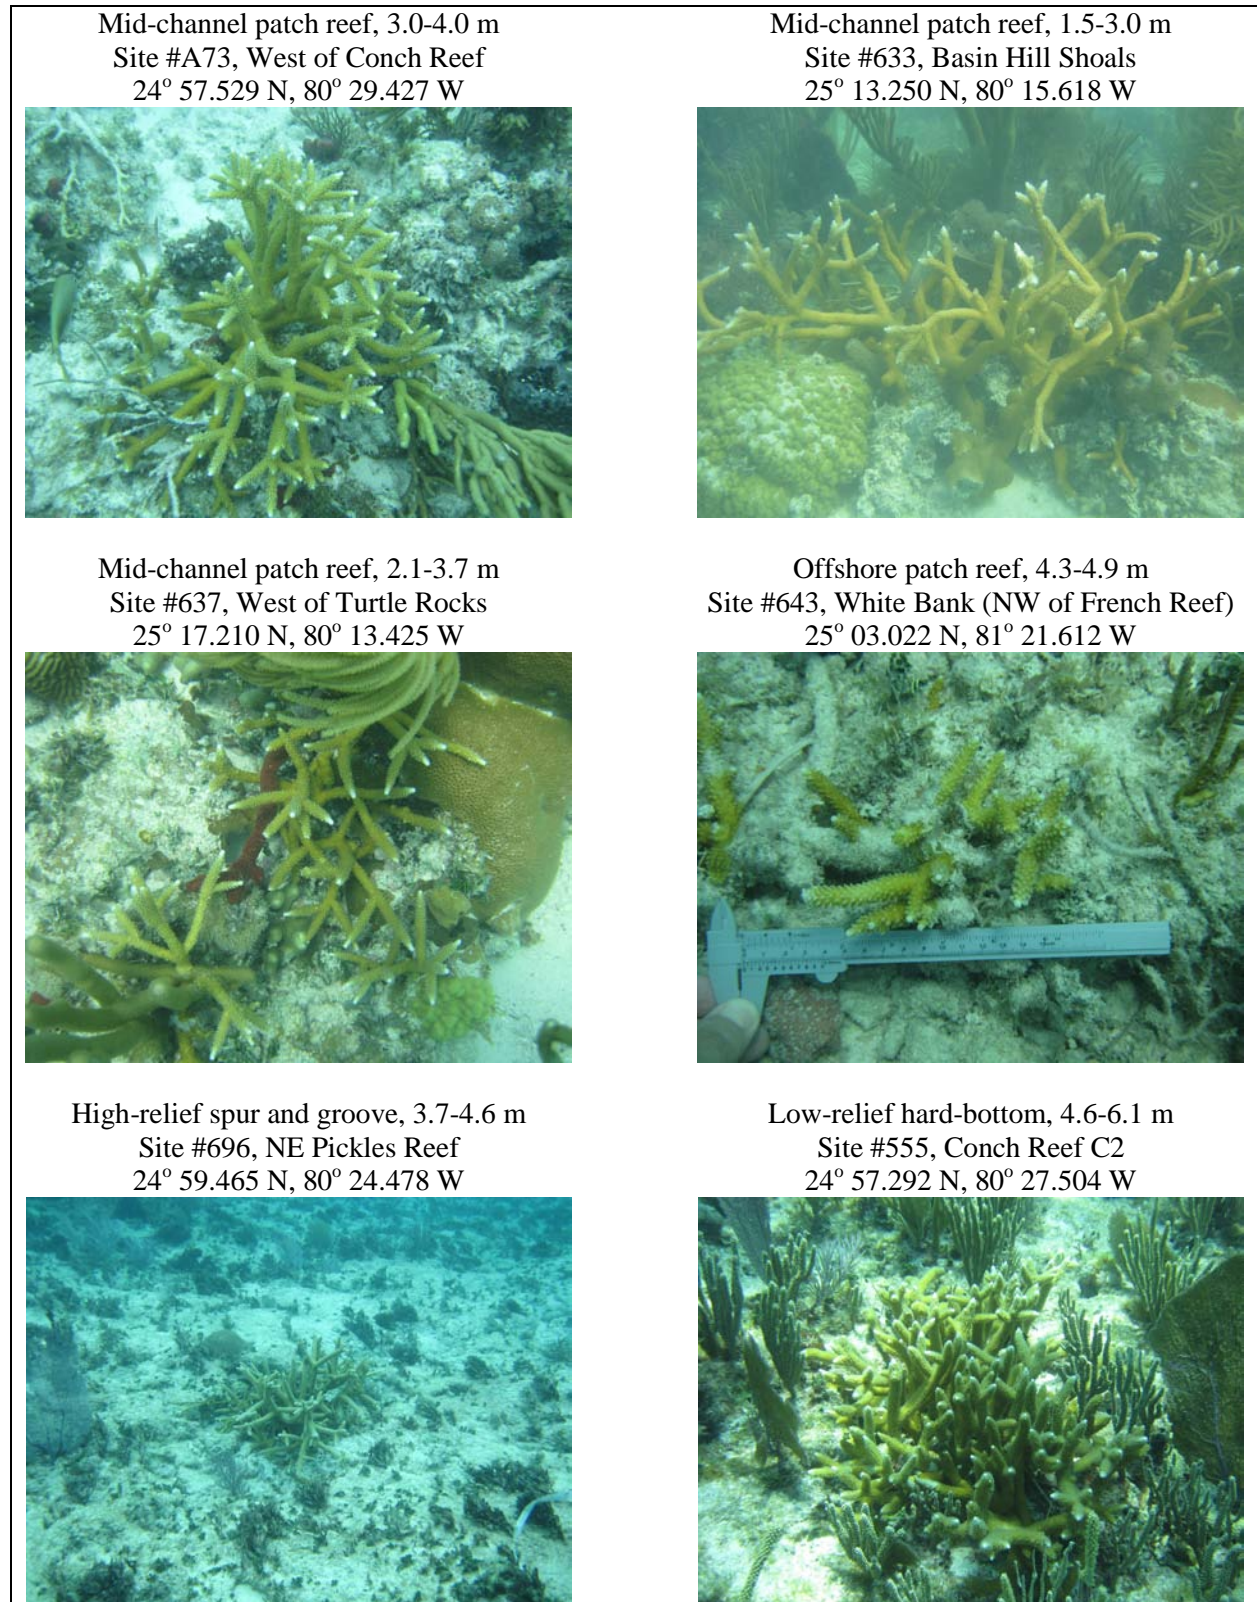 Mid-channel patch reef, 3.0-4.0 m
Site #A73, West of Conch Reef
24° 57.529 N, 80° 29.427 W
Mid-channel patch reef, 1.5-3.0 m
Site #633, Basin Hill Shoals
25° 13.250 N, 80° 15.618 W
Mid-channel patch reef, 2.1-3.7 m
Site #637, West of Turtle Rocks
25° 17.210 N, 80° 13.425 W
Offshore patch reef, 4.3-4.9 m
Site #643, White Bank (NW of French Reef)
25° 03.022 N, 81° 21.612 W
High-relief spur and groove, 3.7-4.6 m
Site #696, NE Pickles Reef
24° 59.465 N, 80° 24.478 W
Low-relief hard-bottom, 4.6-6.1 m
Site #555, Conch Reef C2
24° 57.292 N, 80° 27.504 W